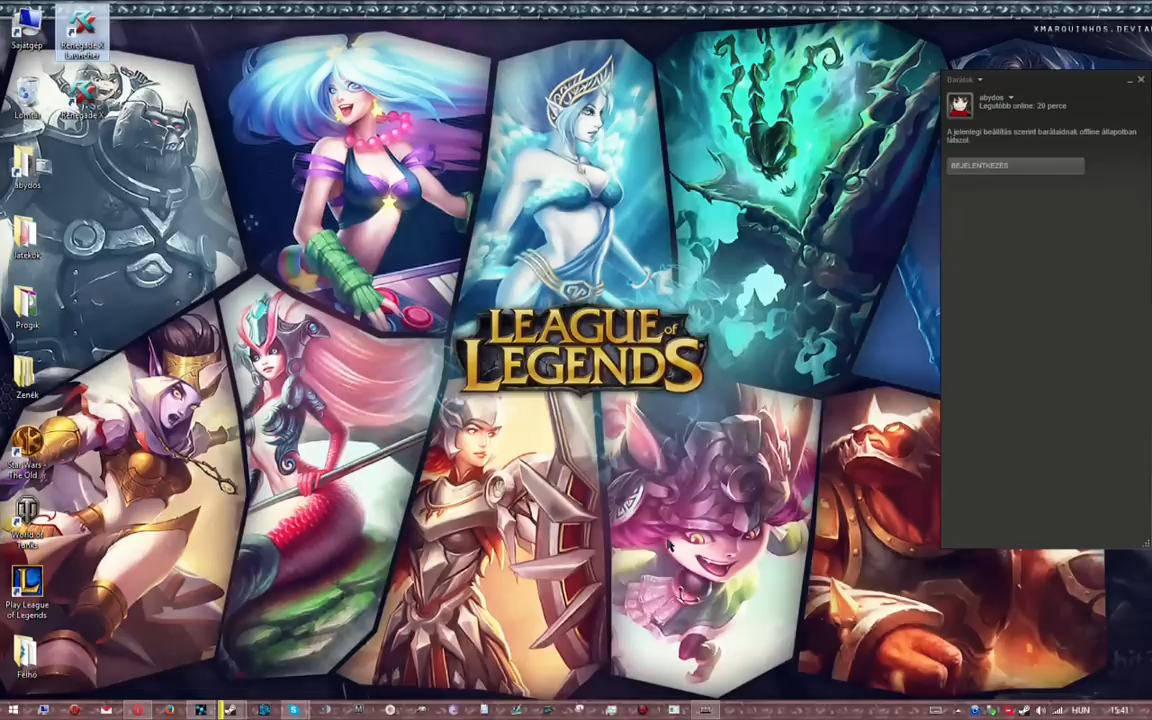 XMARQUINHOS.DEVIA
Sajátgép
Renegade X
Launcher
Lomtár
Renegade X
abydos
Játékok
Progik
Zenék
Star Wars -
The Old
World of
Tanks
Play League
of Legends
Felhő
LEAGUE of
LEGENDS
Barátok
abydos
Legutóbb online: 20 perce
A jelenlegi beállítás szerint barátaidnak offline állapotban
látszol.
BEJELENTKEZÉS
HUN
15:41